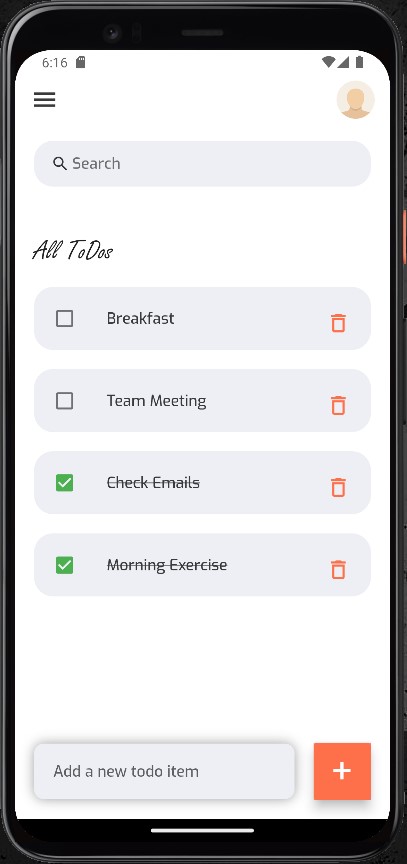 6:16
Search
All ToDos
Breakfast
Team Meeting
Check Emails
Morning Exercise
Add a new todo item
+